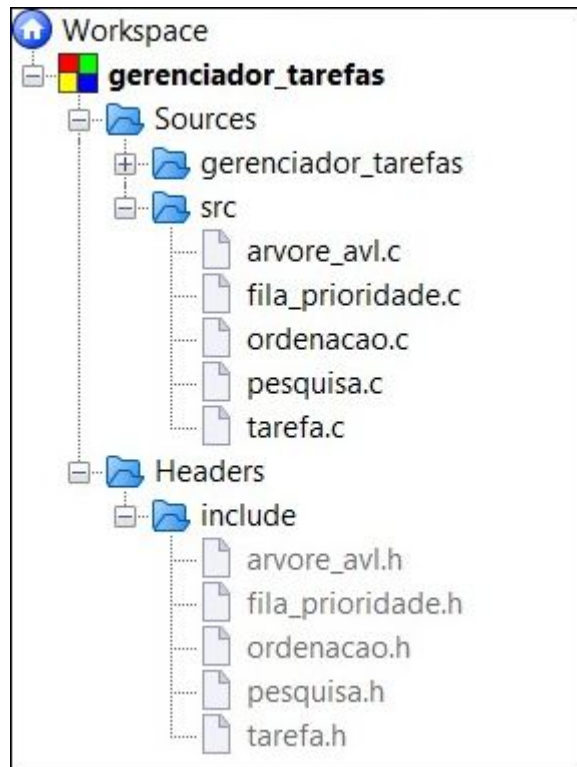 Workspace
gerenciador_tarefas
Sources
gerenciador_tarefas
src
arvore_avl.c
fila_prioridade.c
ordenacao.c
pesquisa.c
tarefa.c
Headers
include
arvore_avl.h
fila_prioridade.h
ordenacao.h
pesquisa.h
tarefa.h